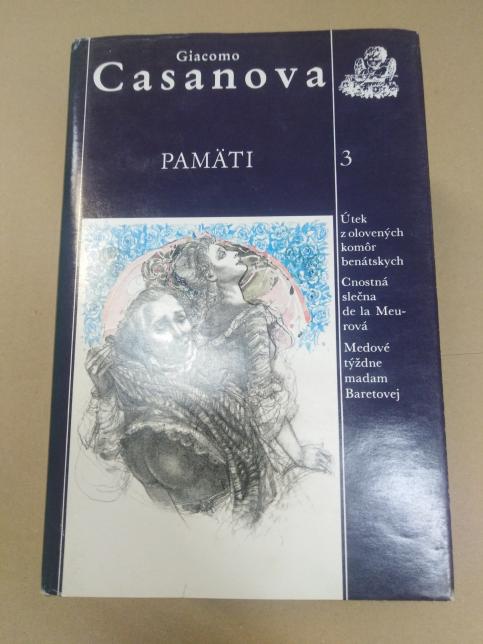 Giacomo
Casanova
PAMÄTI
3
Útek
z olovených
komôr
benátskych
Cnostná
slečna
de la Meu-
rová
Medové
týždne
madam
Baretovej